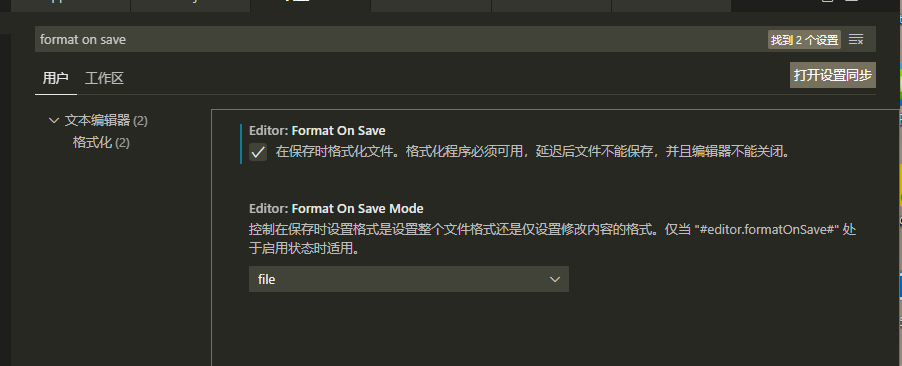 format on save
找到 2 个设置
用户
工作区
打开设置同步
文本编辑器 (2)
格式化 (2)
Editor: Format On Save
在保存时格式化文件。格式化程序必须可用，延迟后文件不能保存，并且编辑器不能关闭。
Editor: Format On Save Mode
控制在保存时设置格式是设置整个文件格式还是仅设置修改内容的格式。仅当 "#editor.formatOnSave#" 处
于启用状态时适用。
file